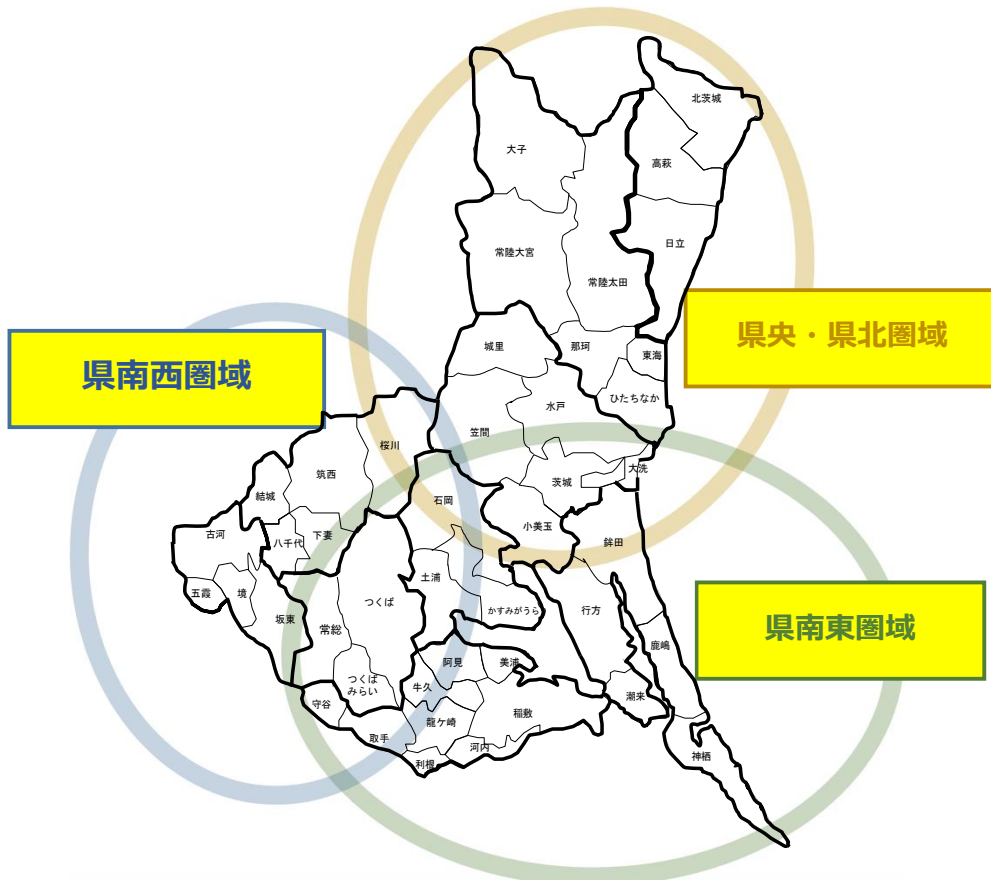 北茨城
大子
高萩
日立
常陸大宮
常陸太田
県央・県北圏域
城里
那珂
東海
県南西圏域
ひたちなか
水戸
笠間
桜川
大洗
筑西
茨城
結城
石岡
小美玉
古河
八千代
下妻
鉾田
五霞
境
土浦
つくば
かすみがうら
行方
坂東
常総
県南東圏域
鹿嶋
阿見
美浦
つくば
みらい
牛久
潮来
守谷
龍ケ崎
稲敷
取手
河内
利根
神栖